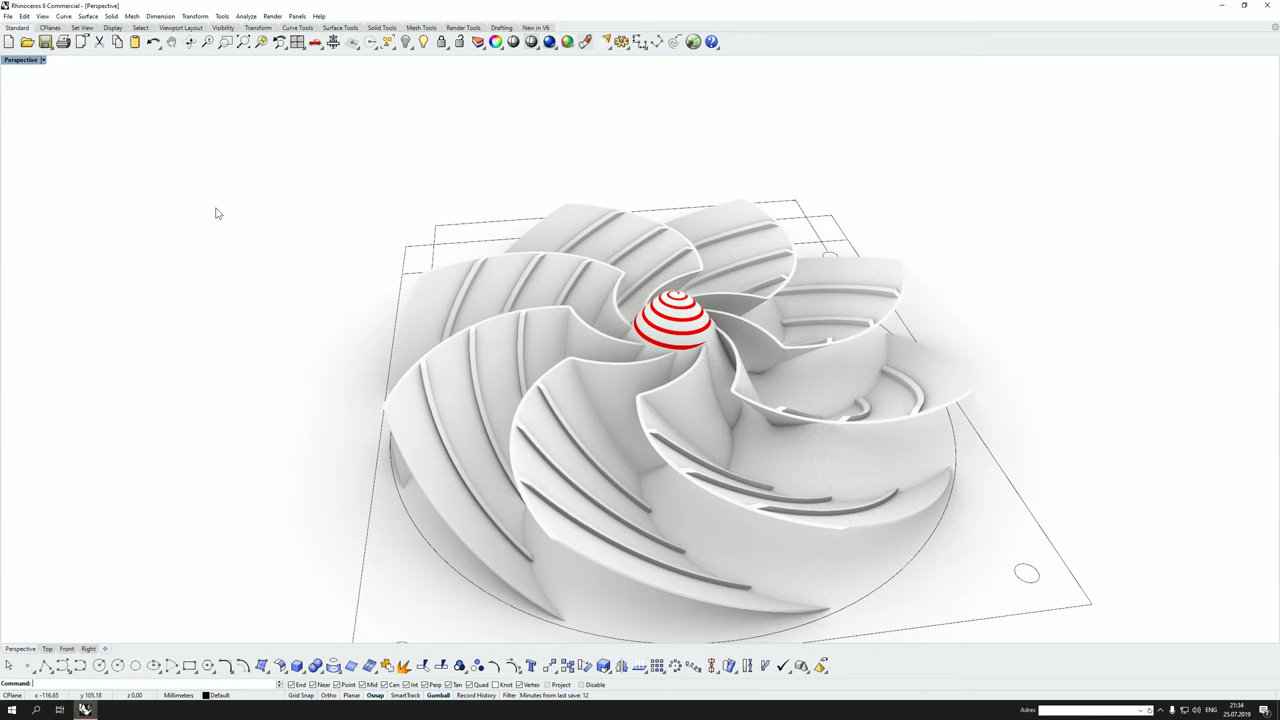 Rhinoceros 6 Commercial - [Perspective]
File Edit View Curve Surface Solid Mesh Dimension Transform Tools Analyze Render Panels Help
Standard CPlanes Set View Display Select Viewport Layout Visibility Transform Curve Tools Surface Tools Solid Tools Mesh Tools Render Tools Drafting New in V6
Perspective
Perspective Top Front Right
Command:
End Near Point Mid Cen Int Perp Tan Quad Knot Vertex Project Disable
CPlane x -116.65 y 105.18 z 0.00 Millimeters Default Grid Snap Ortho Planar Osnap SmartTrack Gumball Record History Filter Minutes from last save: 12
Adres ENG 21:34
25.07.2019